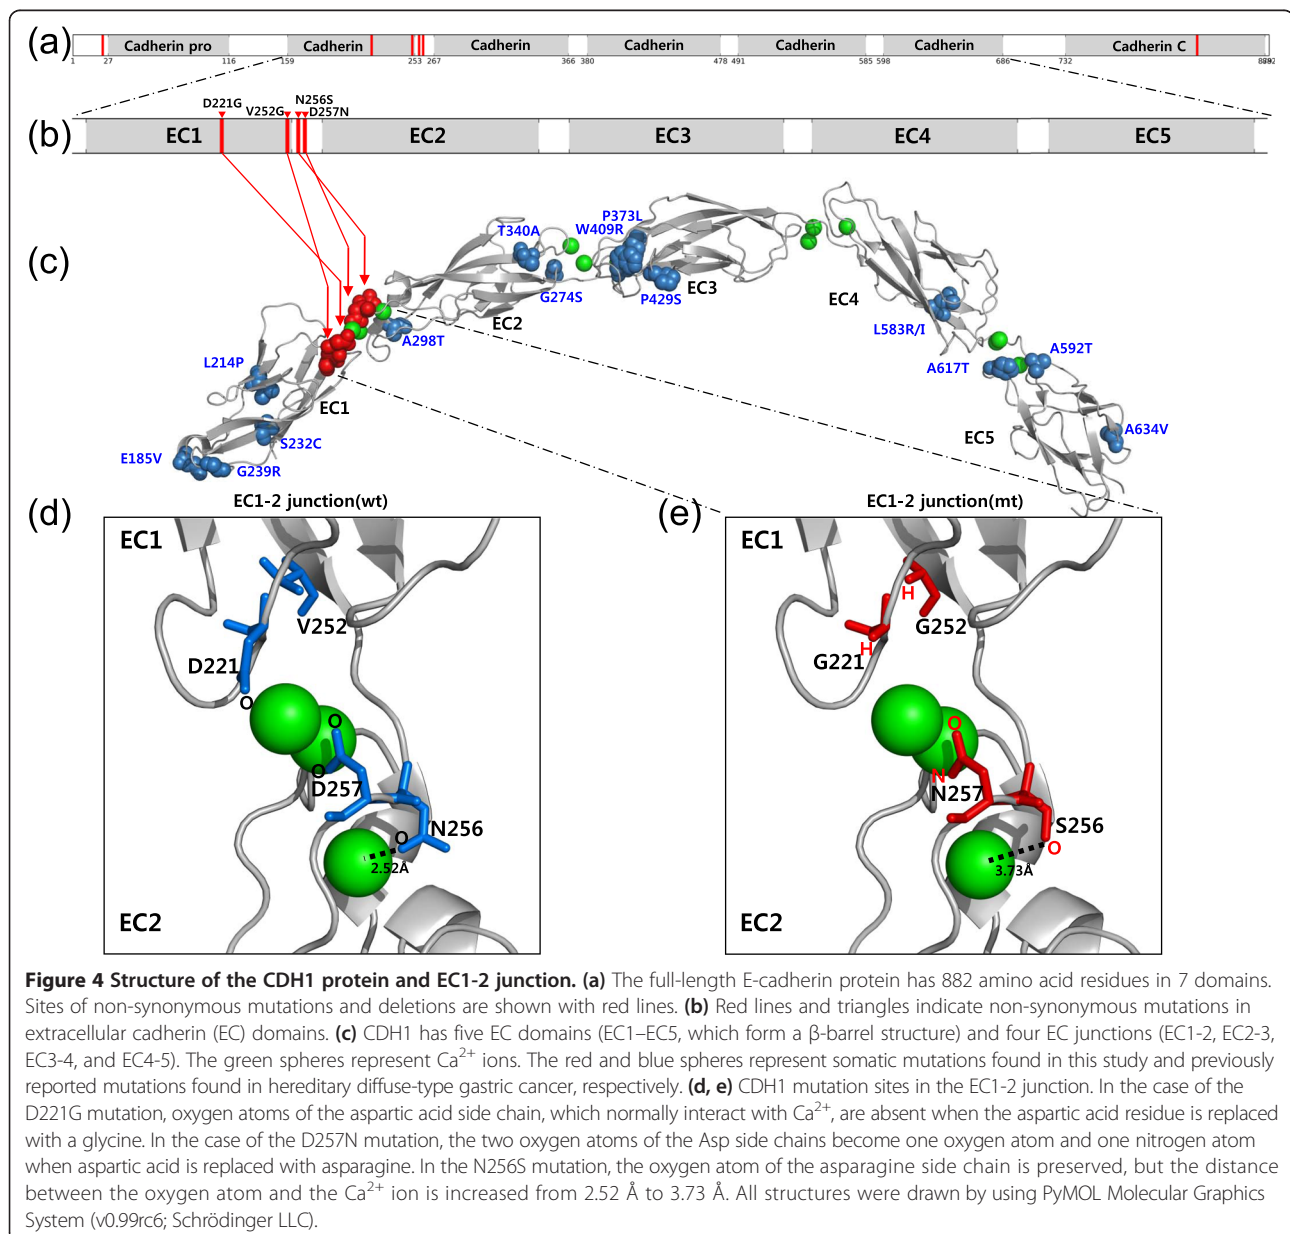 (a)
Cadherin pro
Cadherin
Cadherin
Cadherin
Cadherin
Cadherin
Cadherin C
1 27 116 159 253 267 366 380 478 491 585 598 686 732
D221G
V252G
N256S
D257N
(b)
EC1 EC2 EC3 EC4 EC5
(c)
T340A
P373L
W409R
G274S
P429S
EC3
EC2
EC4
A298T
L583R/I
L214P
A592T
A617T
EC1
S232C
EC5
A634V
E185V
G239R
(d)
EC1-2 junction(wt)
EC1
V252
D221
O
O
O
D257
N256
O
2.52Å
EC2
(e)
EC1-2 junction(mt)
EC1
H
G252
G221
H
O
N
N257
S256
O
3.73Å
EC2
Figure 4 Structure of the CDH1 protein and EC1-2 junction. (a) The full-length E-cadherin protein has 882 amino acid residues in 7 domains.
Sites of non-synonymous mutations and deletions are shown with red lines. (b) Red lines and triangles indicate non-synonymous mutations in
extracellular cadherin (EC) domains. (c) CDH1 has five EC domains (EC1–EC5, which form a β-barrel structure) and four EC junctions (EC1-2, EC2-3,
EC3-4, and EC4-5). The green spheres represent Ca²⁺ ions. The red and blue spheres represent somatic mutations found in this study and previously
reported mutations found in hereditary diffuse-type gastric cancer, respectively. (d, e) CDH1 mutation sites in the EC1-2 junction. In the case of the
D221G mutation, oxygen atoms of the aspartic acid side chain, which normally interact with Ca²⁺, are absent when the aspartic acid residue is replaced
with a glycine. In the case of the D257N mutation, the two oxygen atoms of the Asp side chains become one oxygen atom and one nitrogen atom
when aspartic acid is replaced with asparagine. In the N256S mutation, the oxygen atom of the asparagine side chain is preserved, but the distance
between the oxygen atom and the Ca²⁺ ion is increased from 2.52 Å to 3.73 Å. All structures were drawn by using PyMOL Molecular Graphics
System (v0.99rc6; Schrödinger LLC).